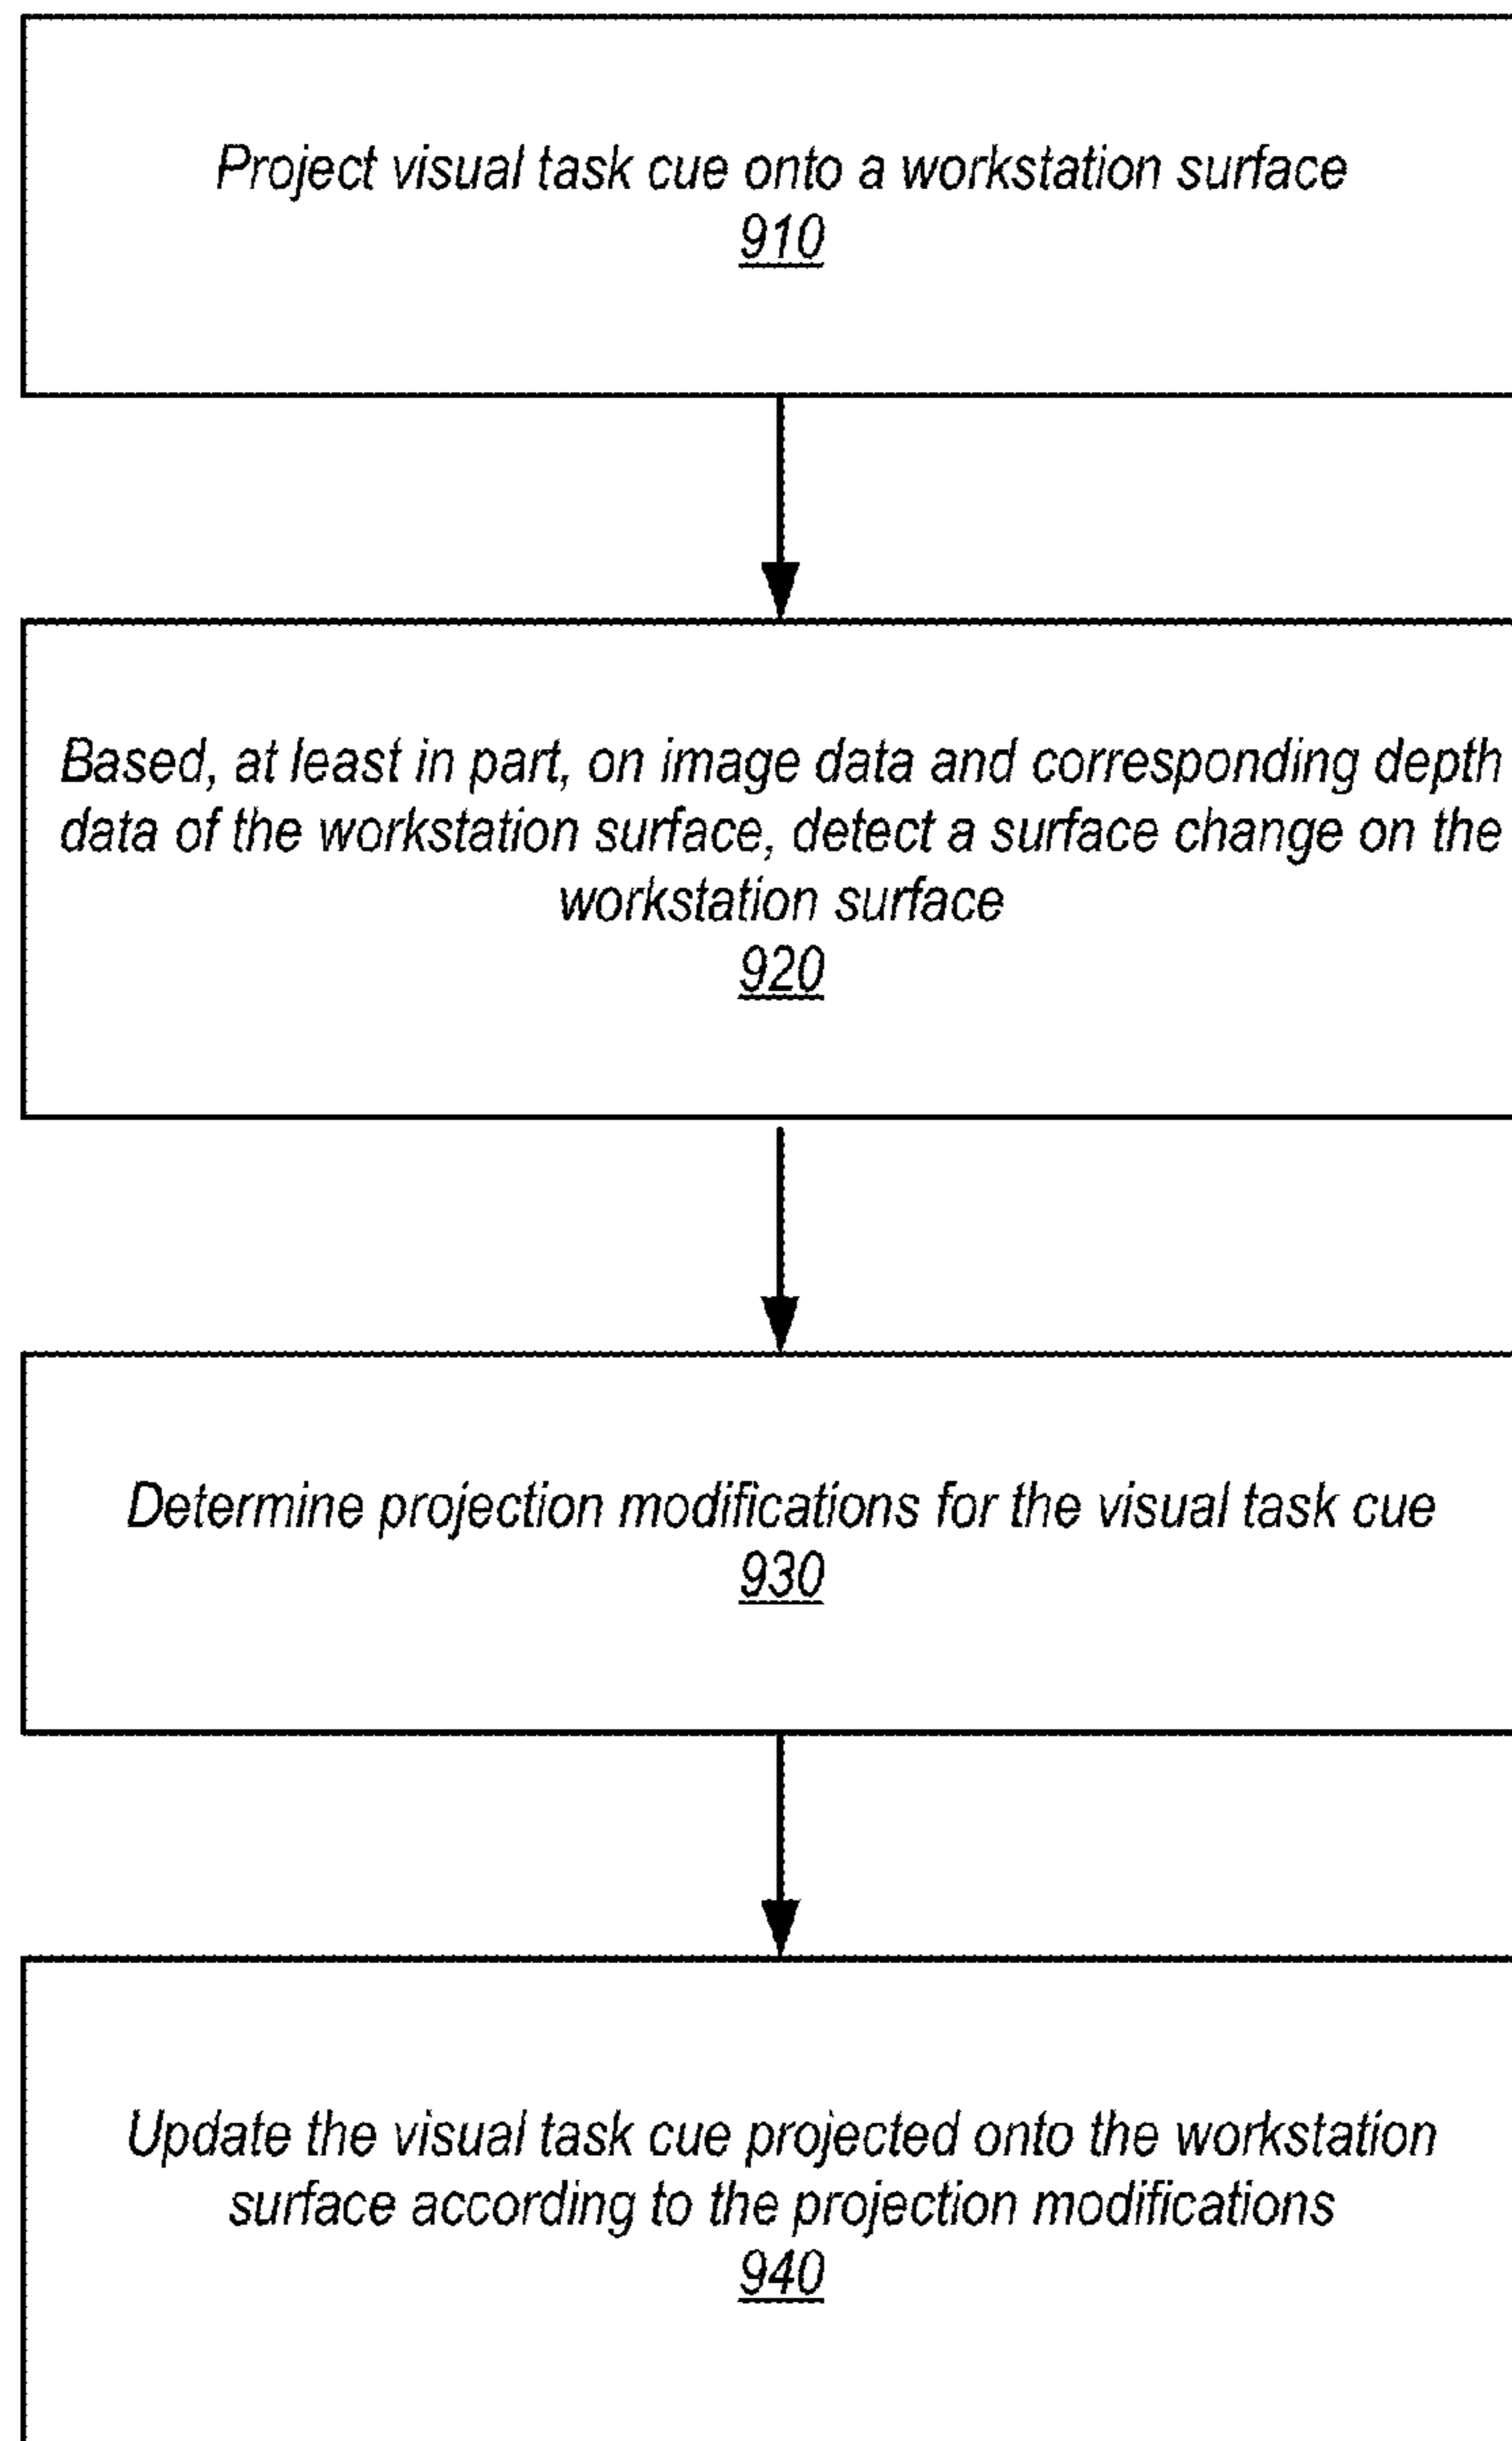 Project visual task cue onto a workstation surface
910
Based, at least in part, on image data and corresponding depth
data of the workstation surface, detect a surface change on the
workstation surface
920
Determine projection modifications for the visual task cue
930
Update the visual task cue projected onto the workstation
surface according to the projection modifications
940